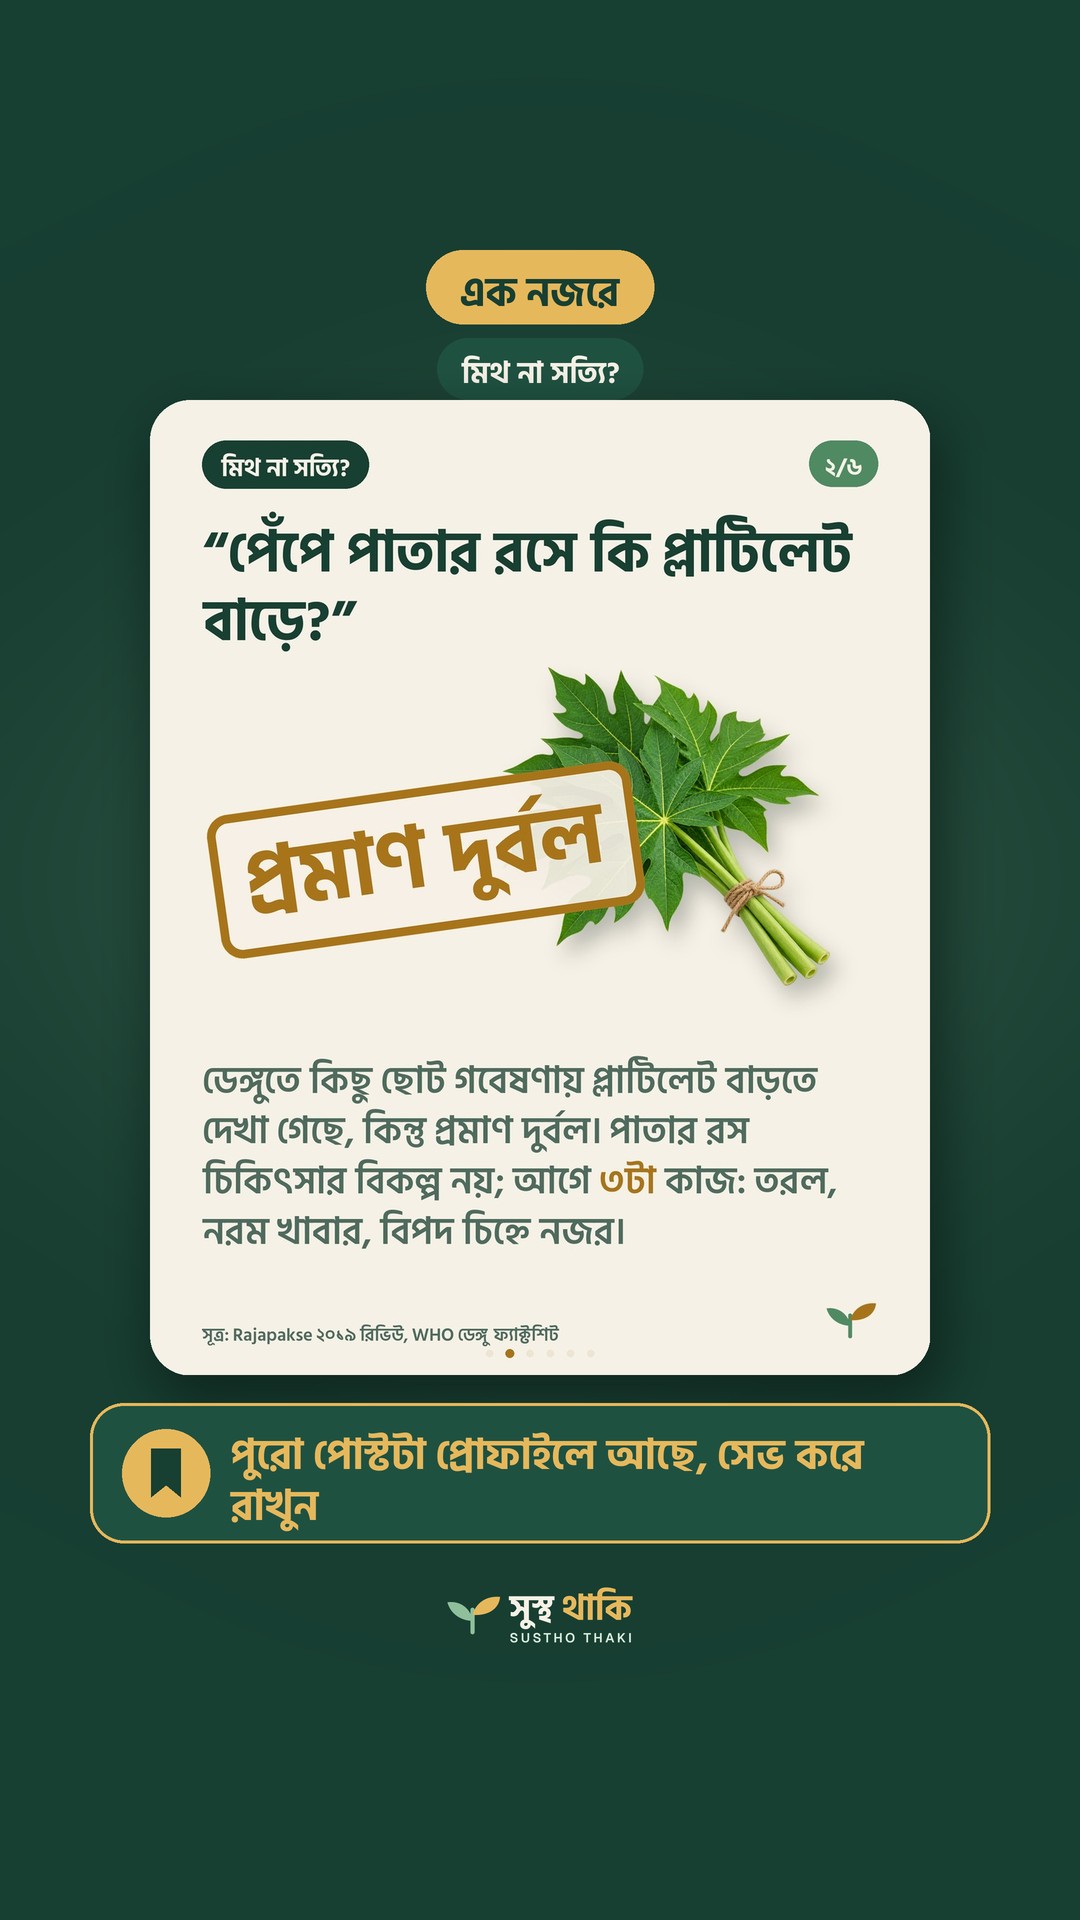 এক নজরে
মিথ না সত্যি?
মিথ না সত্যি?
২/৬
“পেঁপে পাতার রসে কি প্লাটিলেট
বাড়ে?”
প্রমাণ দুর্বল
ডেঙ্গুতে কিছু ছোট গবেষণায় প্লাটিলেট বাড়তে
দেখা গেছে, কিন্তু প্রমাণ দুর্বল। পাতার রস
চিকিৎসার বিকল্প নয়; আগে ৩টা কাজ: তরল,
নরম খাবার, বিপদ চিহ্নে নজর।
সূত্র: Rajapakse ২০১৯ রিভিউ, WHO ডেঙ্গু ফ্যাক্টশিট
পুরো পোস্টটা প্রোফাইলে আছে, সেভ করে
রাখুন
সুস্থ থাকি
SUSTHO THAKI